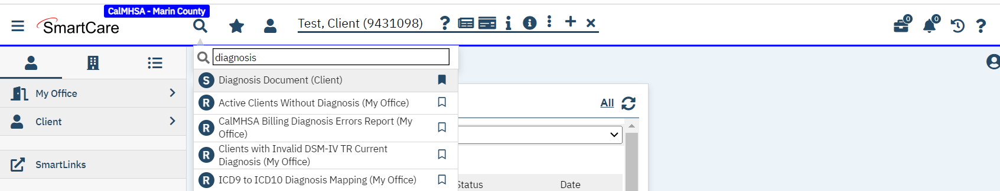 CalMHSA - Marin County
SmartCare
Test, Client (9431098)
0
0
diagnosis
S Diagnosis Document (Client)
My Office
R Active Clients Without Diagnosis (My Office)
All
Client
R CalMHSA Billing Diagnosis Errors Report (My
Office)
R Clients with Invalid DSM-IV TR Current
Diagnosis (My Office)
SmartLinks
R ICD9 to ICD10 Diagnosis Mapping (My Office)
Status
Date